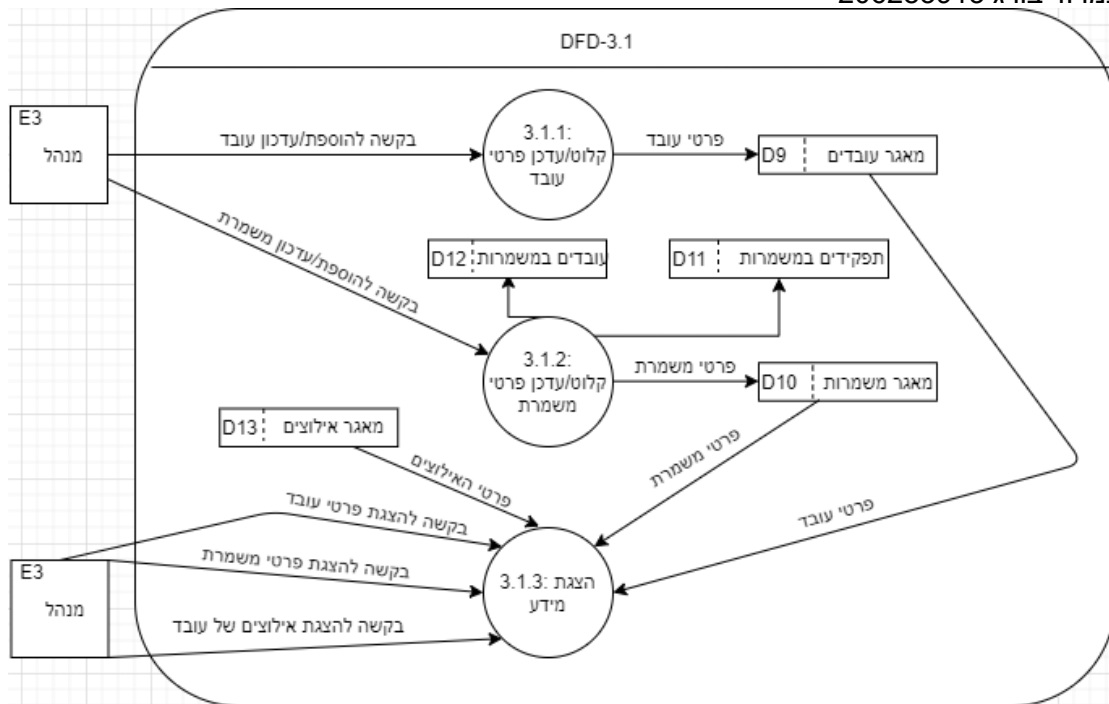 DFD-3.1
E3
מנהל
בקשה להוספת/עדכון עובד
3.1.1:
קלוט/עדכן פרטי
עובד
פרטי עובד
D9
מאגר עובדים
בקשה להוספת/עדכון משמרת
D12
עובדים במשמרות
D11
תפקידים במשמרות
3.1.2:
קלוט/עדכן פרטי
משמרת
פרטי משמרת
D10
מאגר משמרות
D13
מאגר אילוצים
פרטי האילוצים
פרטי משמרת
פרטי עובד
בקשה להצגת פרטי עובד
E3
מנהל
בקשה להצגת פרטי משמרת
3.1.3: הצגת
מידע
בקשה להצגת אילוצים של עובד